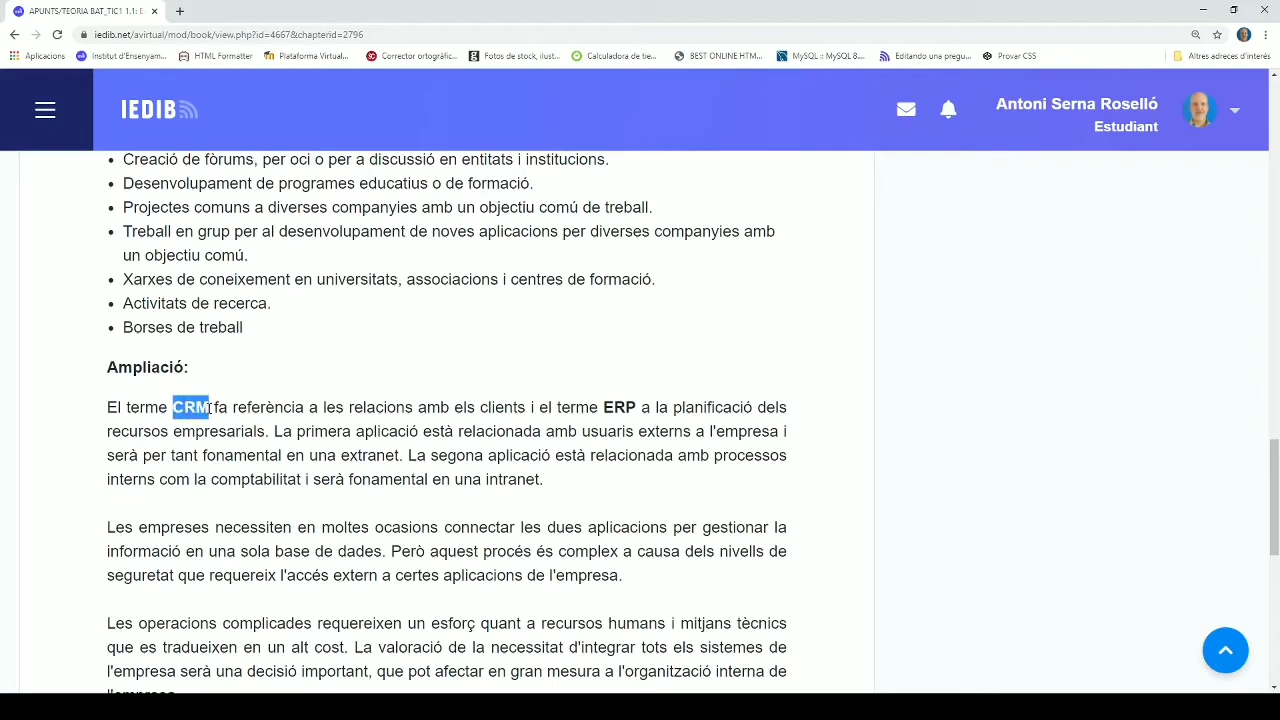 APUNTS/TEORIA BAT_TIC1 1.1: E
iedib.net/avirtual/mod/book/view.php?id=4667&chapterid=2796
Aplicacions
Institut d'Ensenyam...
HTML Formatter
Plataforma Virtual...
Corrector ortogràfic...
Fotos de stock, ilust...
Calculadora de tie...
BEST ONLINE HTM...
MySQL :: MySQL 8....
Editando una pregu...
Provar CSS
Altres adreces d'interès
IEDIB
Antoni Serna Roselló
Estudiant
• Creació de fòrums, per oci o per a discussió en entitats i institucions.
• Desenvolupament de programes educatius o de formació.
• Projectes comuns a diverses companyies amb un objectiu comú de treball.
• Treball en grup per al desenvolupament de noves aplicacions per diverses companyies amb
un objectiu comú.
• Xarxes de coneixement en universitats, associacions i centres de formació.
• Activitats de recerca.
• Borses de treball
Ampliació:
El terme CRM fa referència a les relacions amb els clients i el terme ERP a la planificació dels
recursos empresarials. La primera aplicació està relacionada amb usuaris externs a l'empresa i
serà per tant fonamental en una extranet. La segona aplicació està relacionada amb processos
interns com la comptabilitat i serà fonamental en una intranet.
Les empreses necessiten en moltes ocasions connectar les dues aplicacions per gestionar la
informació en una sola base de dades. Però aquest procés és complex a causa dels nivells de
seguretat que requereix l'accés extern a certes aplicacions de l'empresa.
Les operacions complicades requereixen un esforç quant a recursos humans i mitjans tècnics
que es tradueixen en un alt cost. La valoració de la necessitat d'integrar tots els sistemes de
l'empresa serà una decisió important, que pot afectar en gran mesura a l'organització interna de
l'empresa.